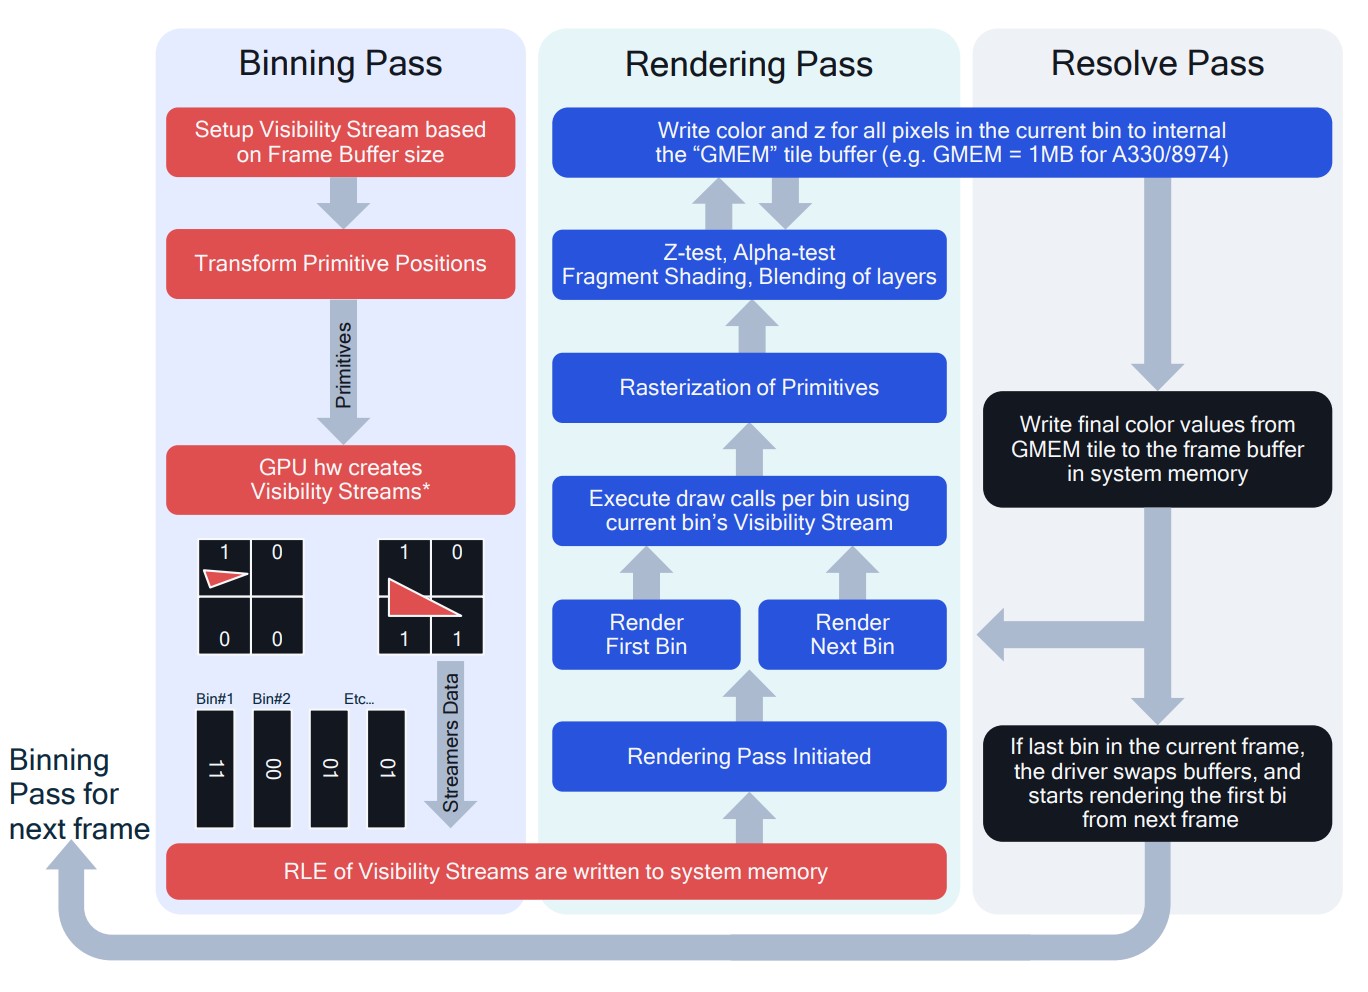 Binning Pass
Setup Visibility Stream based
on Frame Buffer size
Transform Primitive Positions
Primitives
GPU hw creates
Visibility Streams*
1 0
0 0
1 0
1 1
Bin#1 Bin#2 Etc...
11 00 01 01
Streamers Data
RLE of Visibility Streams are written to system memory
Rendering Pass
Write color and z for all pixels in the current bin to internal
the “GMEM” tile buffer (e.g. GMEM = 1MB for A330/8974)
Z-test, Alpha-test
Fragment Shading, Blending of layers
Rasterization of Primitives
Execute draw calls per bin using
current bin’s Visibility Stream
Render
First Bin
Render
Next Bin
Rendering Pass Initiated
Resolve Pass
Write final color values from
GMEM tile to the frame buffer
in system memory
If last bin in the current frame,
the driver swaps buffers, and
starts rendering the first bi
from next frame
Binning
Pass for
next frame